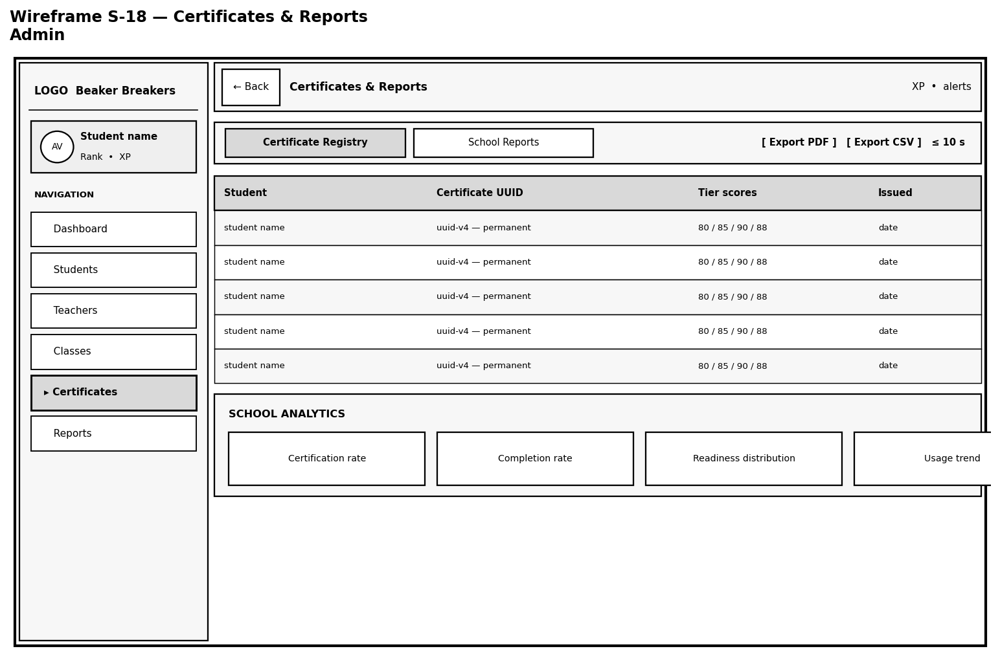 Wireframe S-18 — Certificates & Reports
Admin
LOGO  Beaker Breakers
AV
Student name
Rank • XP
NAVIGATION
Dashboard
Students
Teachers
Classes
▸ Certificates
Reports
← Back
Certificates & Reports
XP • alerts
Certificate Registry
School Reports
[ Export PDF ]   [ Export CSV ]   ≤ 10 s
Student  Certificate UUID  Tier scores  Issued
student name  uuid-v4 — permanent  80 / 85 / 90 / 88  date
student name  uuid-v4 — permanent  80 / 85 / 90 / 88  date
student name  uuid-v4 — permanent  80 / 85 / 90 / 88  date
student name  uuid-v4 — permanent  80 / 85 / 90 / 88  date
student name  uuid-v4 — permanent  80 / 85 / 90 / 88  date
SCHOOL ANALYTICS
Certification rate
Completion rate
Readiness distribution
Usage trend